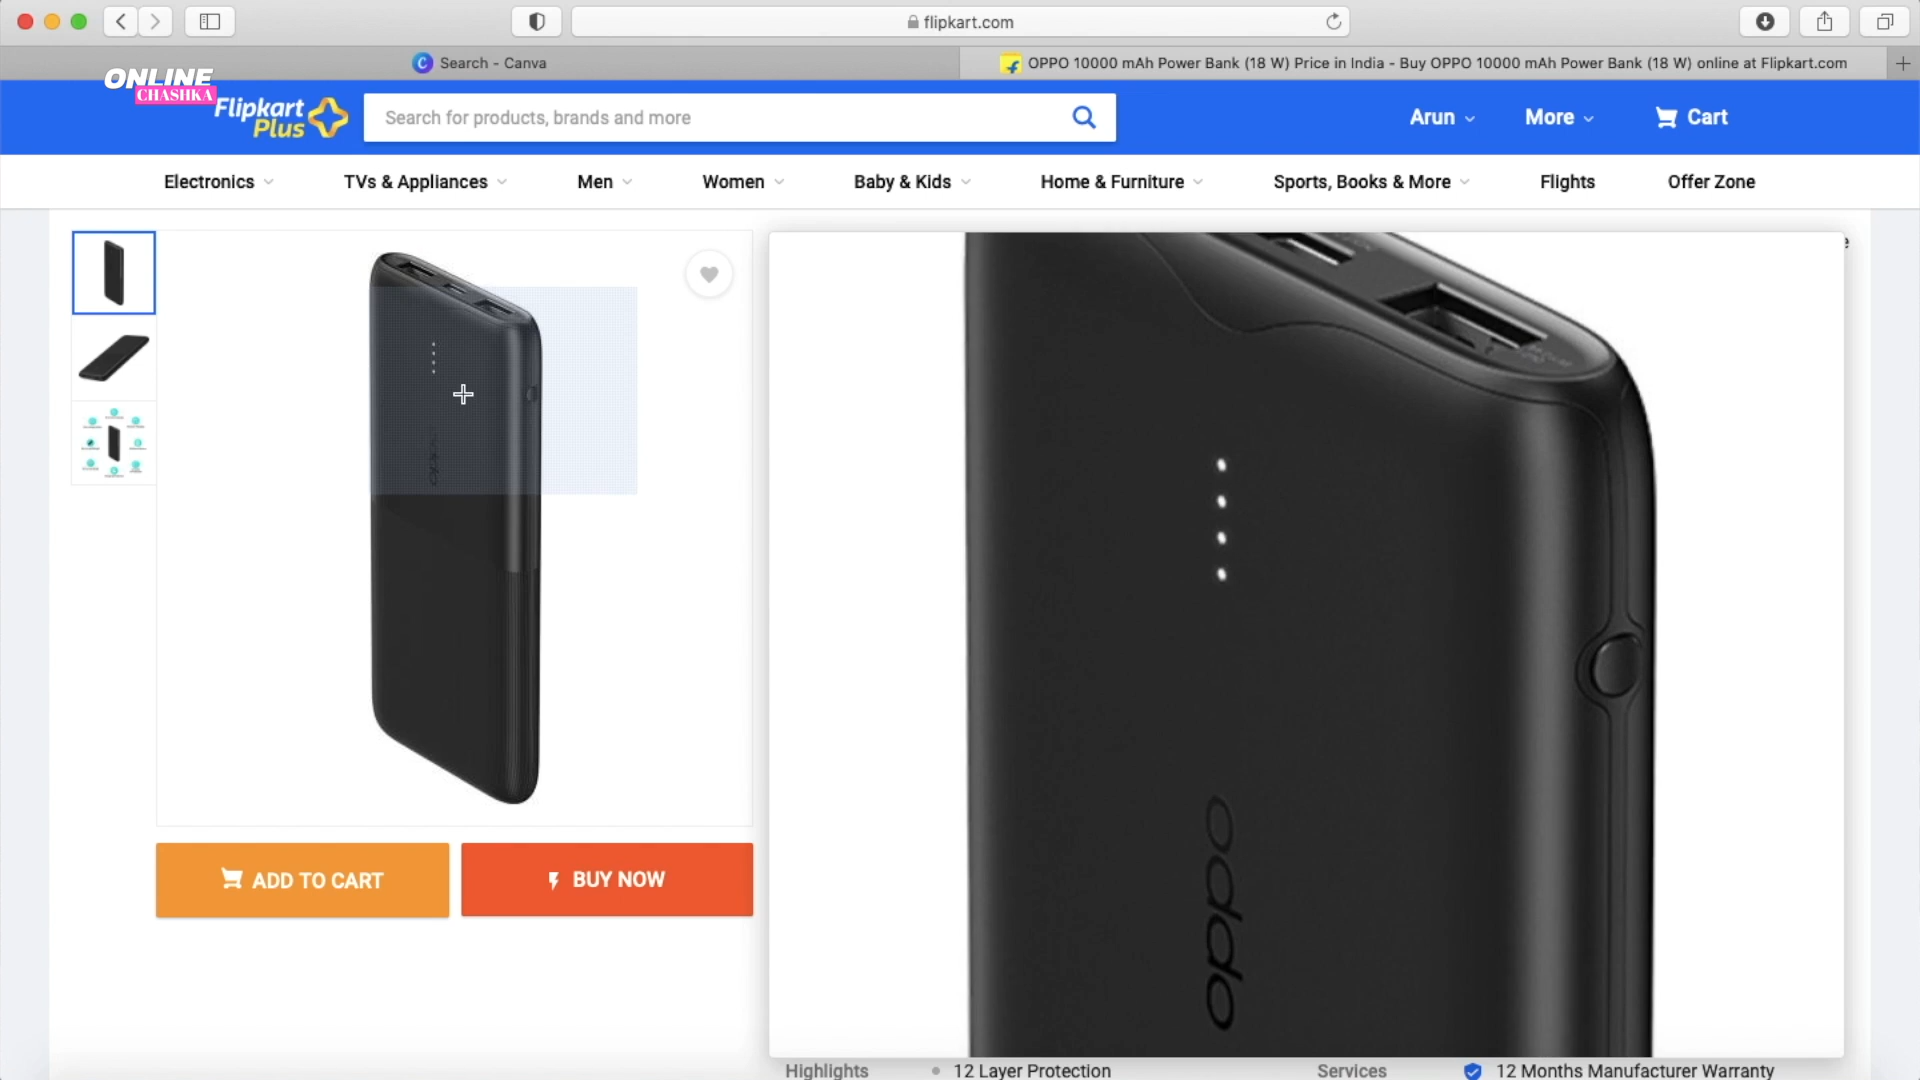 flipkart.com
Search - Canva
OPPO 10000 mAh Power Bank (18 W) Price in India - Buy OPPO 10000 mAh Power Bank (18 W) online at Flipkart.com
ONLINE
CHASHKA
Flipkart
Plus
Search for products, brands and more
Arun
More
Cart
Electronics
TVs & Appliances
Men
Women
Baby & Kids
Home & Furniture
Sports, Books & More
Flights
Offer Zone
oppo
oppo
ADD TO CART
BUY NOW
Highlights
12 Layer Protection
Services
12 Months Manufacturer Warranty